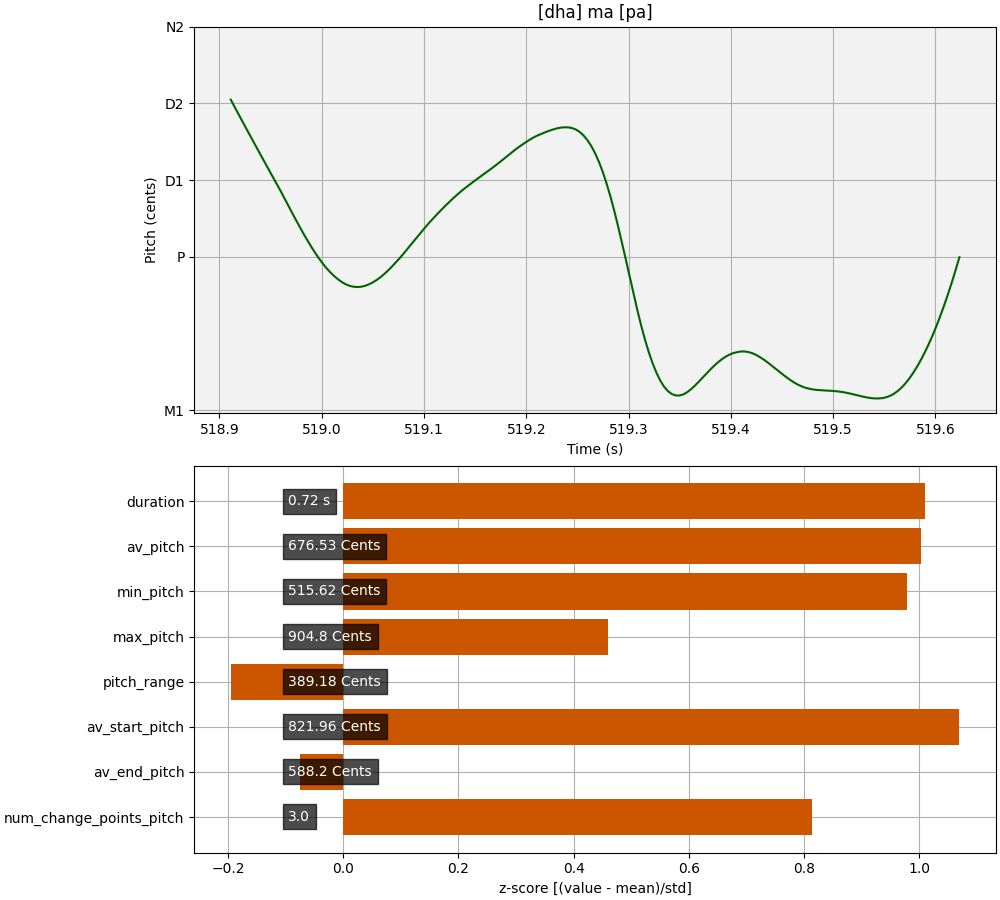 [dha] ma [pa]
N2
D2
D1
P
M1
Pitch (cents)
518.9 519.0 519.1 519.2 519.3 519.4 519.5 519.6
Time (s)
duration 0.72 s
av_pitch 676.53 Cents
min_pitch 515.62 Cents
max_pitch 904.8 Cents
pitch_range 389.18 Cents
av_start_pitch 821.96 Cents
av_end_pitch 588.2 Cents
num_change_points_pitch 3.0
−0.2 0.0 0.2 0.4 0.6 0.8 1.0
z-score [(value - mean)/std]